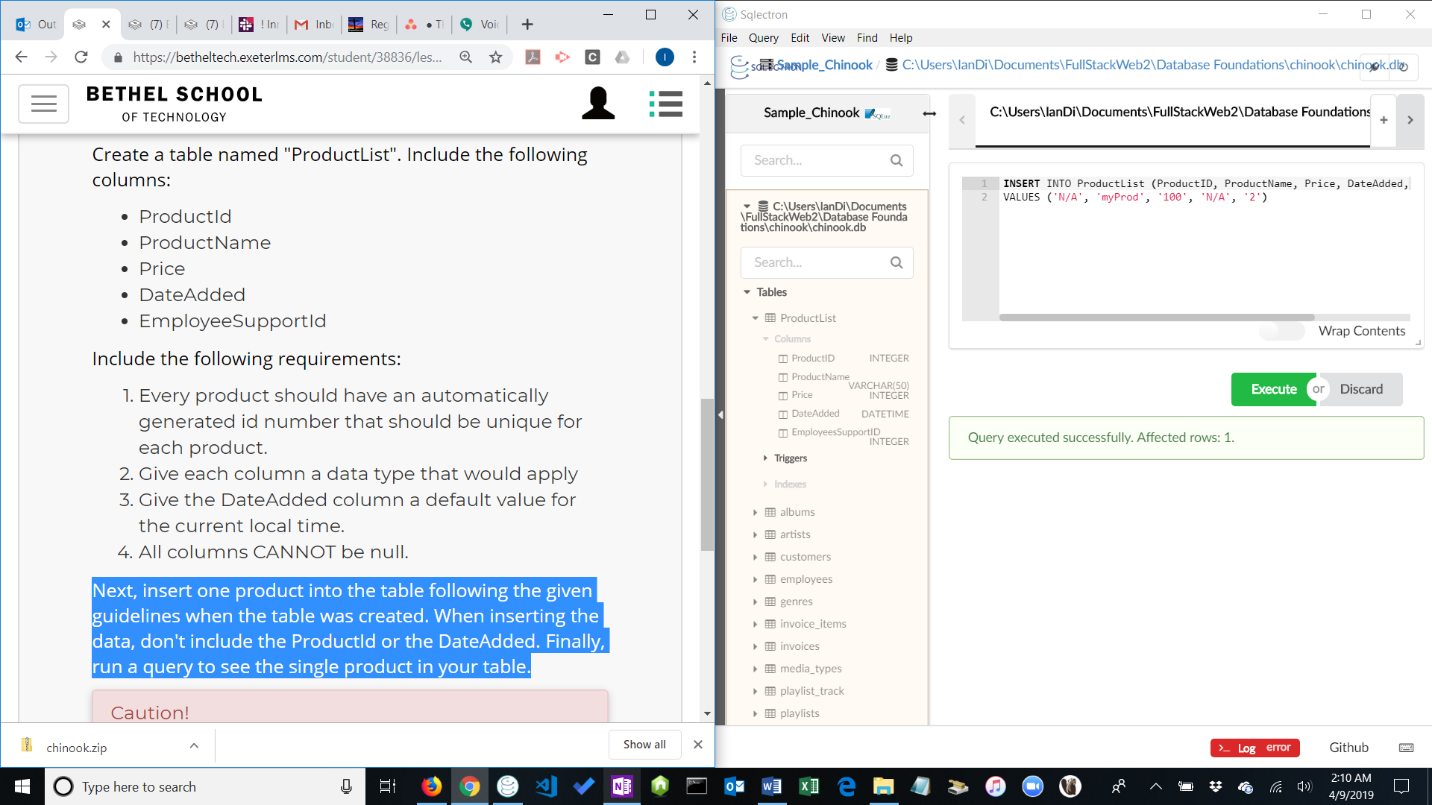 Out
(7)
(7)
! Inn
Inb
Reg
Voic
https://betheltech.exeterlms.com/student/38836/les...
BETHEL SCHOOL
OF TECHNOLOGY
Create a table named "ProductList". Include the following
columns:
ProductId
ProductName
Price
DateAdded
EmployeeSupportId
Include the following requirements:
1. Every product should have an automatically
generated id number that should be unique for
each product.
2. Give each column a data type that would apply
3. Give the DateAdded column a default value for
the current local time.
4. All columns CANNOT be null.
Next, insert one product into the table following the given
guidelines when the table was created. When inserting the
data, don't include the ProductId or the DateAdded. Finally,
run a query to see the single product in your table.
Caution!
chinook.zip
Show all
Sqlectron
File Query Edit View Find Help
Sample_Chinook / C:\Users\IanDi\Documents\FullStackWeb2\Database Foundations\chinook\chinook.db
Sample_Chinook
Search...
C:\Users\IanDi\Documents
\FullStackWeb2\Database Founda
tions\chinook\chinook.db
Search...
Tables
ProductList
Columns
ProductID INTEGER
ProductName VARCHAR(50)
Price INTEGER
DateAdded DATETIME
EmployeesSupportID INTEGER
Triggers
Indexes
albums
artists
customers
employees
genres
invoice_items
invoices
media_types
playlist_track
playlists
C:\Users\IanDi\Documents\FullStackWeb2\Database Foundations
1 INSERT INTO ProductList (ProductID, ProductName, Price, DateAdded,
2 VALUES ('N/A', 'myProd', '100', 'N/A', '2')
Wrap Contents
Execute or Discard
Query executed successfully. Affected rows: 1.
Log error
Github
Type here to search
2:10 AM
4/9/2019